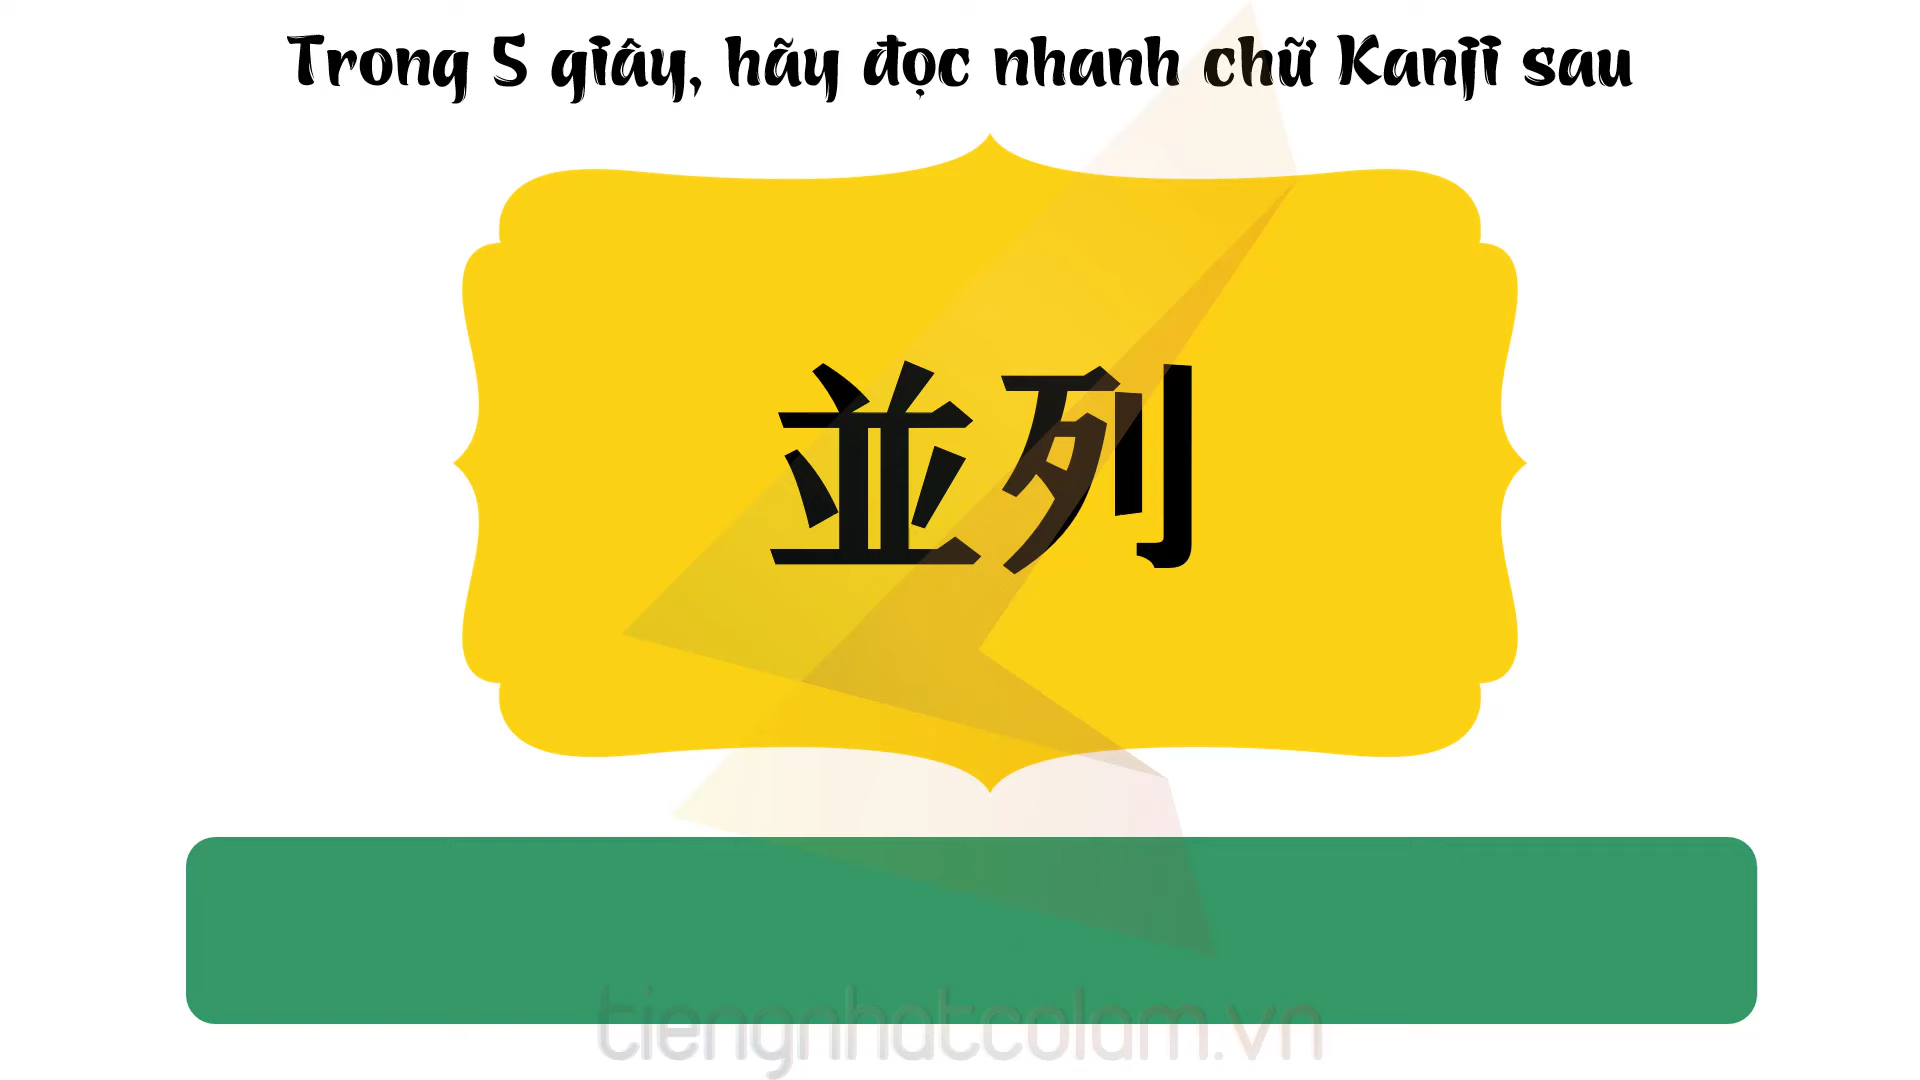 Trong 5 giây, hãy đọc nhanh chữ Kanji sau
並列
tiengnhatcolam.vn